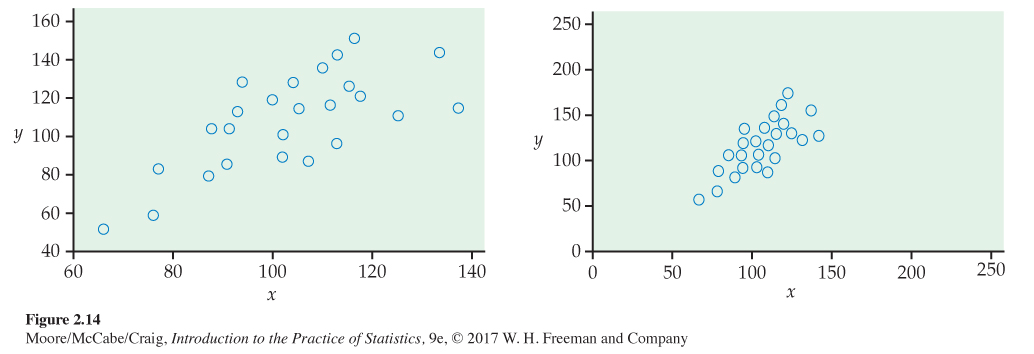 160
140
120
100
80
60
40
y
60 80 100 120 140
x
250
200
150
100
50
0
y
0 50 100 150 200 250
x
Figure 2.14
Moore/McCabe/Craig, Introduction to the Practice of Statistics, 9e, © 2017 W. H. Freeman and Company